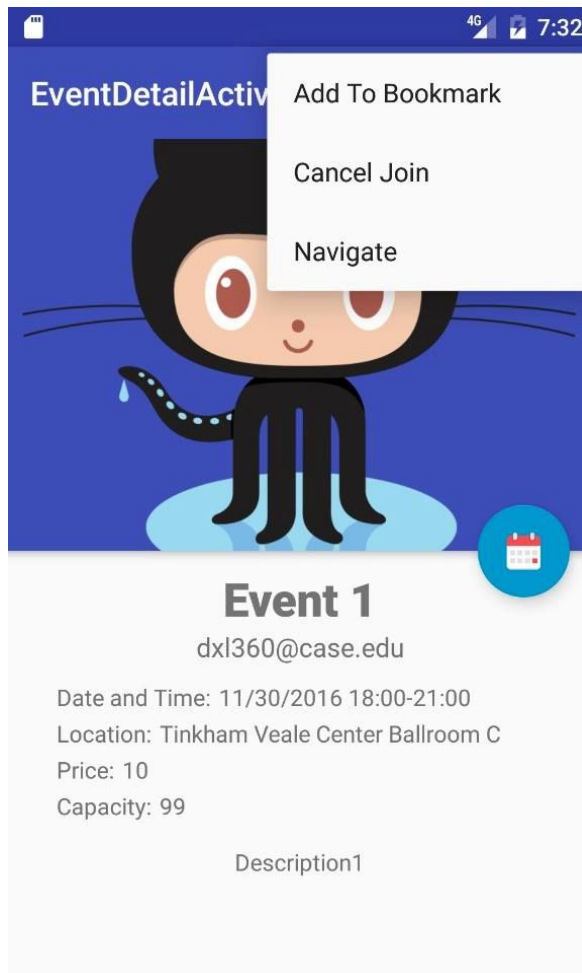 4G 7:32
EventDetailActiv
Add To Bookmark
Cancel Join
Navigate
Event 1
dxl360@case.edu
Date and Time: 11/30/2016 18:00-21:00
Location: Tinkham Veale Center Ballroom C
Price: 10
Capacity: 99
Description1